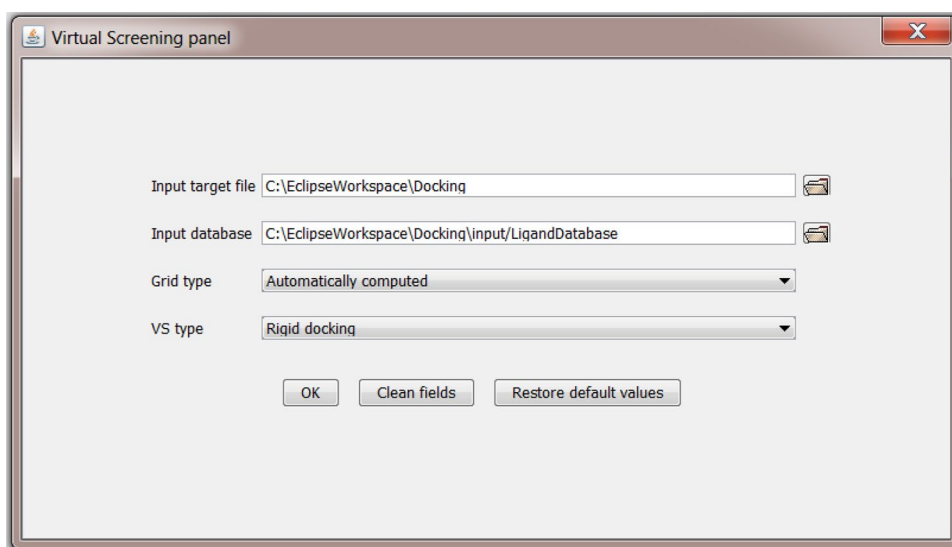 Virtual Screening panel
Input target file C:\EclipseWorkspace\Docking
Input database C:\EclipseWorkspace\Docking\input/LigandDatabase
Grid type Automatically computed
VS type Rigid docking
OK Clean fields Restore default values